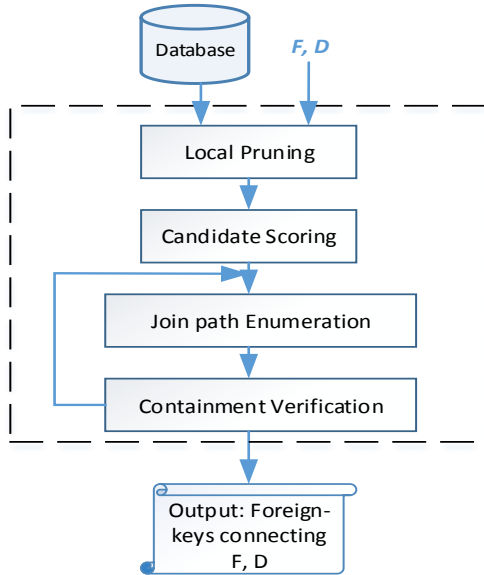 Database
F, D
Local Pruning
Candidate Scoring
Join path Enumeration
Containment Verification
Output: Foreign-
keys connecting
F, D